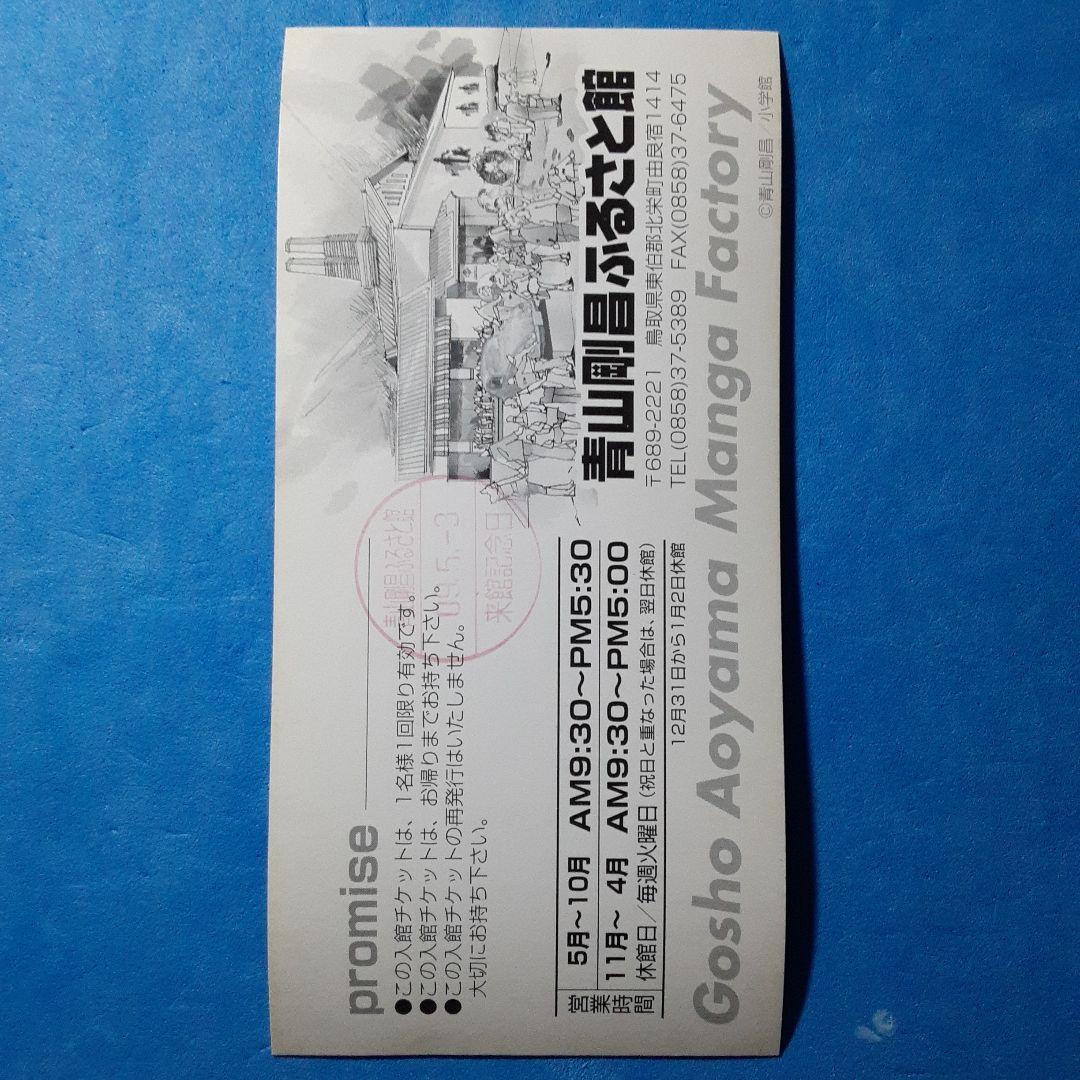 promise
●この入館チケットは、1名様1回限り有効です。
●この入館チケットは、お帰りまでお持ち下さい。
●この入館チケットの再発行はいたしません。
大切にお持ち下さい。
青山剛昌ふるさと館
09.5.-3
来館記念日
営業時間
5月～10月 AM9:30～PM5:30
11月～ 4月 AM9:30～PM5:00
休館日／毎週火曜日（祝日と重なった場合は、翌日休館）
12月31日から1月2日休館
青山剛昌ふるさと館
〒689-2221 鳥取県東伯郡北栄町由良宿1414
TEL(0858)37-5389 FAX(0858)37-6475
Gosho Aoyama Manga Factory
©青山剛昌／小学館